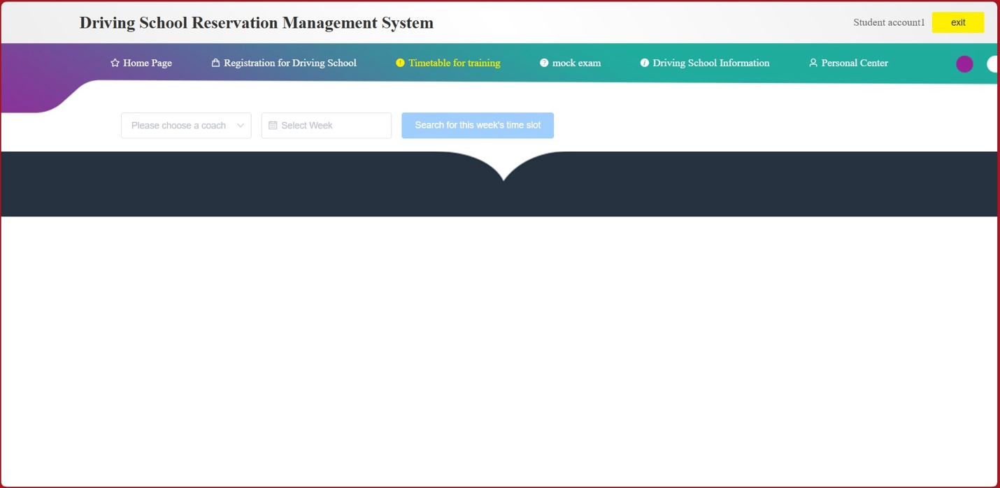 Driving School Reservation Management System
Student account1
exit
Home Page
Registration for Driving School
Timetable for training
mock exam
Driving School Information
Personal Center
Please choose a coach
Select Week
Search for this week's time slot